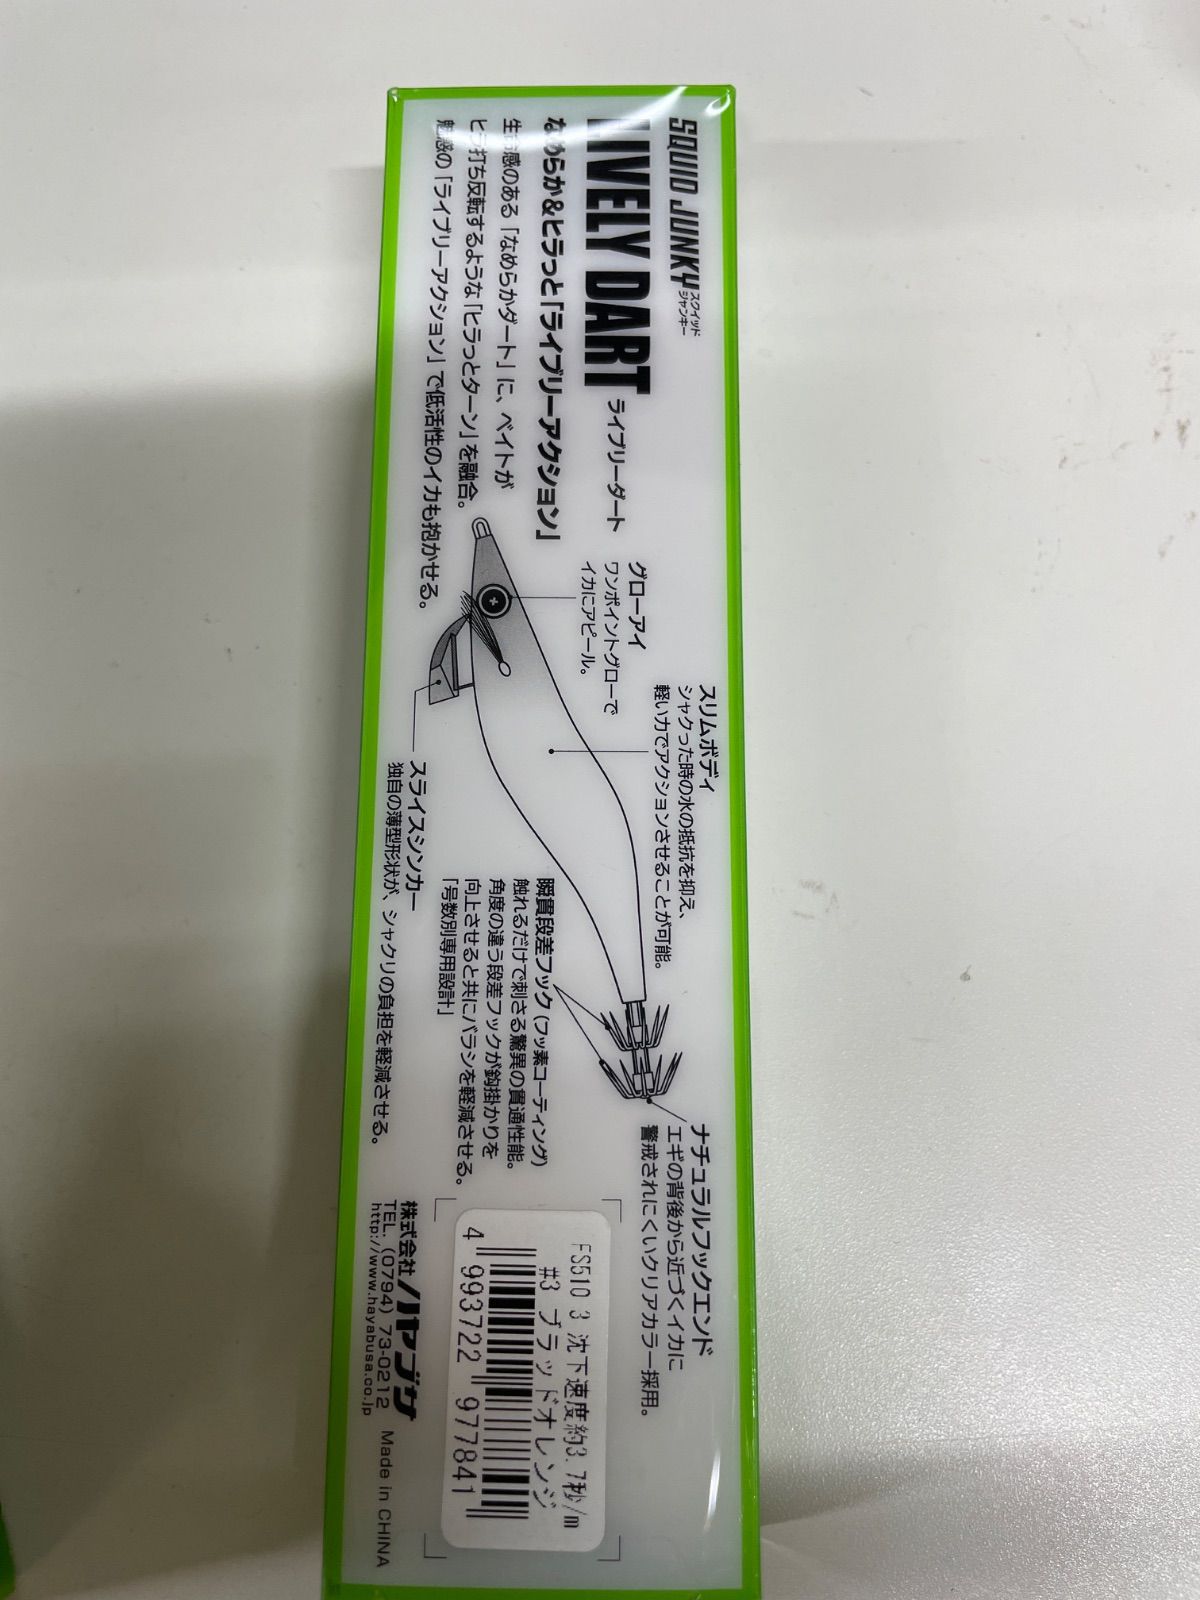 SQUID JUNKY スクイッド
ジャンキー
LIVELY DART ライブリーダート
なめらか&ヒラっと「ライブリーアクション」
生命感のある「なめらかダート」に、ベイトが
ヒラ打ち反転するような「ヒラっとターン」を融合。
魅惑の「ライブリーアクション」で低活性のイカも抱かせる。
グローアイ
ワンポイントグローで
イカにアピール。
スリムボディ
シャクった時の水の抵抗を抑え、
軽い力でアクションさせることが可能。
スライスシンカー
独自の薄型形状が、シャクリの負担を軽減させる。
瞬貫段差フック(フッ素コーティング)
触れるだけで刺さる驚異の貫通性能。
角度の違う段差フックが鈎掛かりを
向上させると共にバラシを軽減させる。
「号数別専用設計」
ナチュラルフックエンド
エギの背後から近づくイカに
警戒されにくいクリアカラー採用。
FS510 3 沈下速度約3.7秒/m
#3 ブラッドオレンジ
4 993722 977841
株式会社ハヤブサ
TEL. (0794) 73-0212
http://www.hayabusa.co.jp
Made in CHINA